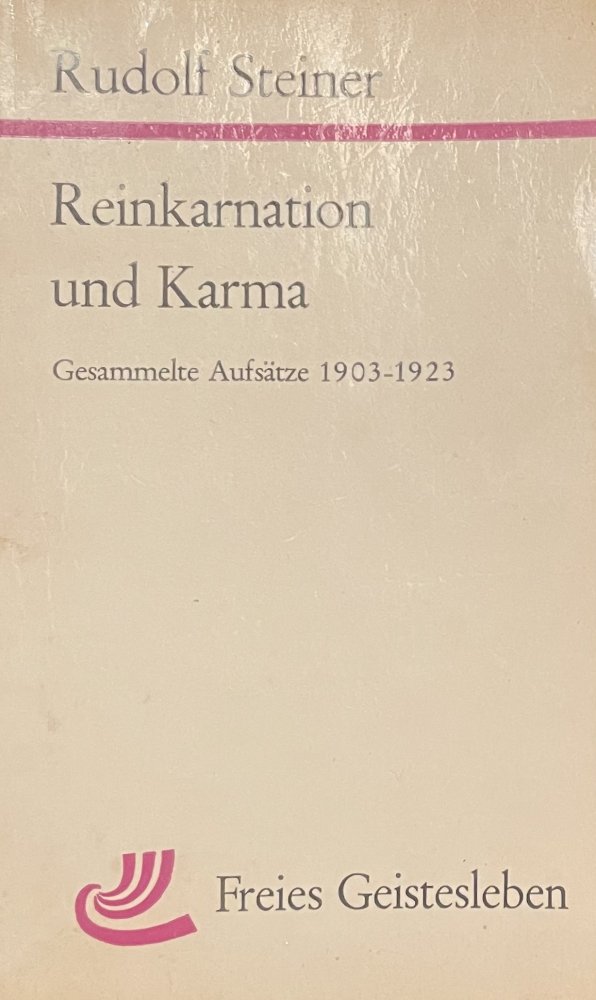 Rudolf Steiner
Reinkarnation
und Karma
Gesammelte Aufsätze 1903-1923
Freies Geistesleben